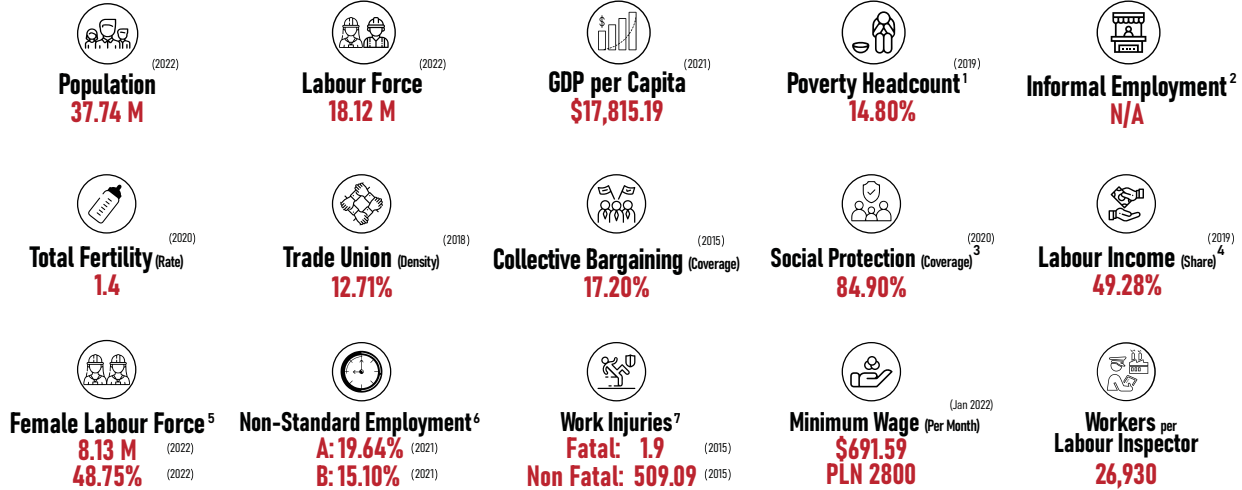 (2022)
Population
37.74 M
(2022)
Labour Force
18.12 M
$
(2021)
GDP per Capita
$17,815.19
(2019)
Poverty Headcount 1
14.80%
Informal Employment 2
N/A
(2020)
Total Fertility (Rate)
1.4
(2018)
Trade Union (Density)
12.71%
(2015)
Collective Bargaining (Coverage)
17.20%
(2020)
Social Protection (Coverage) 3
84.90%
(2019)
Labour Income (Share) 4
49.28%
Female Labour Force 5
8.13 M (2022)
48.75% (2022)
Non-Standard Employment 6
A: 19.64% (2021)
B: 15.10% (2021)
Work Injuries 7
Fatal: 1.9 (2015)
Non Fatal: 509.09 (2015)
(Jan 2022)
Minimum Wage (Per Month)
$691.59
PLN 2800
Workers per
Labour Inspector
26,930